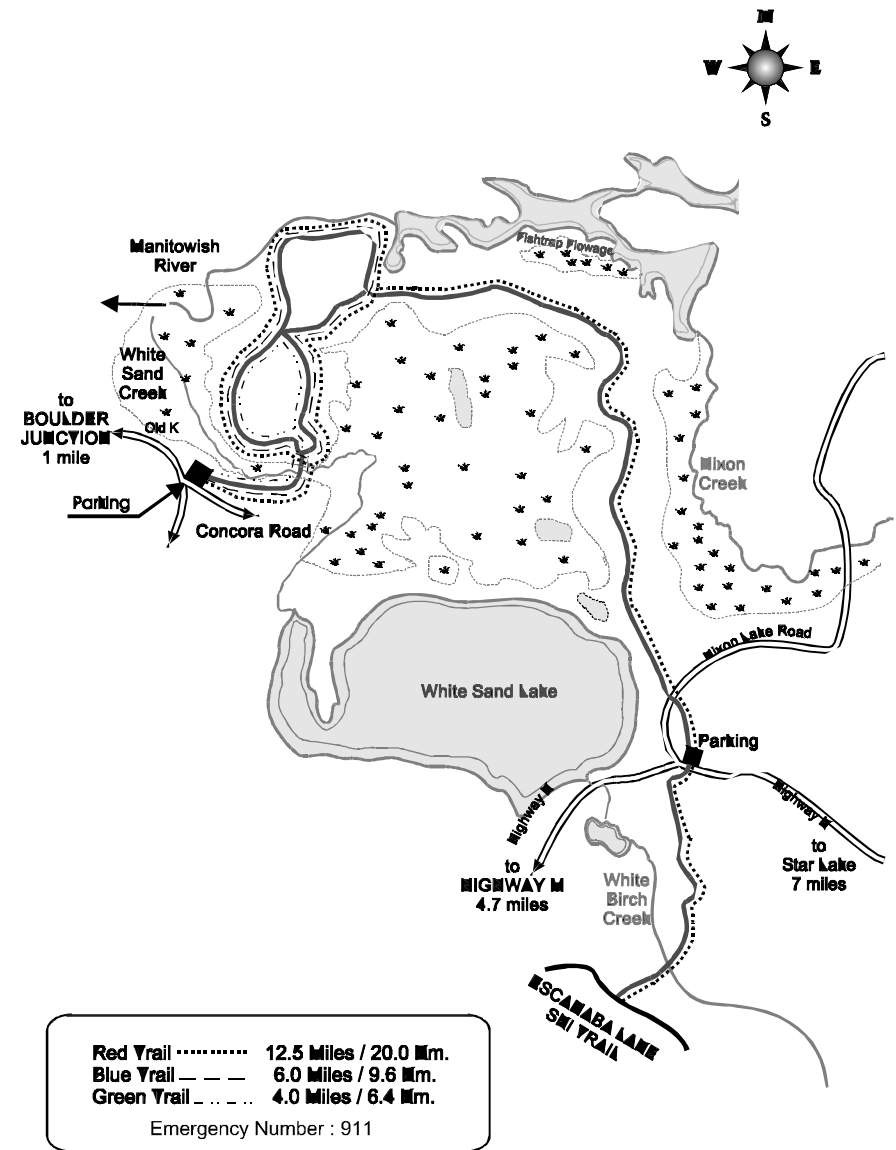 N
W E
S
Manitowish
River
Fishtrap Flowage
White
Sand
Creek
to
BOULDER
JUNCTION
1 mile
Old K
Parking
Concora Road
Nixon
Creek
Nixon Lake Road
White Sand Lake
Parking
Highway N
Highway N
to
HIGHWAY M
4.7 miles
to
Star Lake
7 miles
White
Birch
Creek
ESCANABA LAKE
SKI TRAIL
Red Trail 12.5 Miles / 20.0 Km.
Blue Trail 6.0 Miles / 9.6 Km.
Green Trail 4.0 Miles / 6.4 Km.
Emergency Number : 911